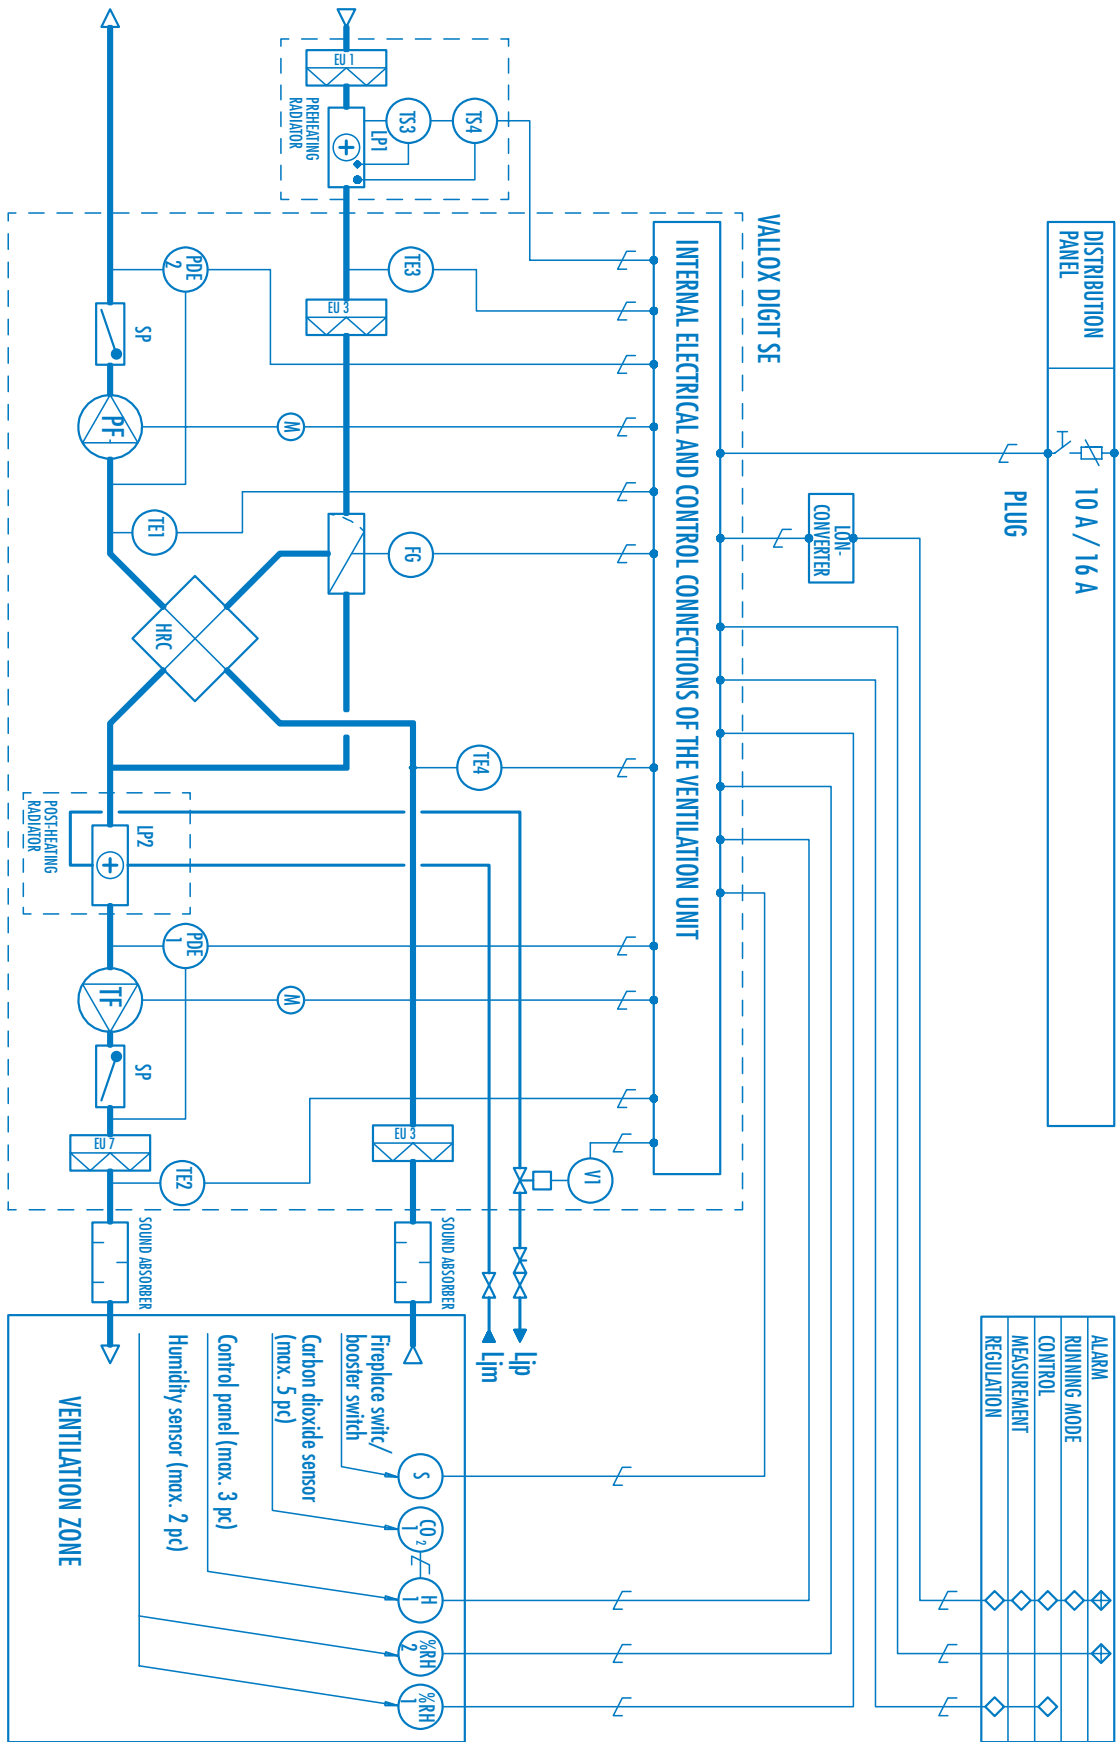 DISTRIBUTION
PANEL
10 A / 16 A
PLUG
VALLOX DIGIT SE
LON-
CONVERTER
INTERNAL ELECTRICAL AND CONTROL CONNECTIONS OF THE VENTILATION UNIT
ALARM
RUNNING MODE
CONTROL
MEASUREMENT
REGULATION
EU 1
PREHEATING
RADIATOR
LP1
TS3
TS4
TE3
EU 3
PDE
2
SP
PF
M
TE1
FG
HRC
TE4
LP2
POST-HEATING
RADIATOR
PDE
1
TF
M
SP
EU 7
EU 3
TE2
V1
SOUND ABSORBER
SOUND ABSORBER
Ljp
Ljm
Fireplace switc/
booster switch
Carbon dioxide sensor
(max. 5 pc)
Control panel (max. 3 pc)
Humidity sensor (max. 2 pc)
VENTILATION ZONE
S
CO2
1
H
1
%RH
2
%RH
1